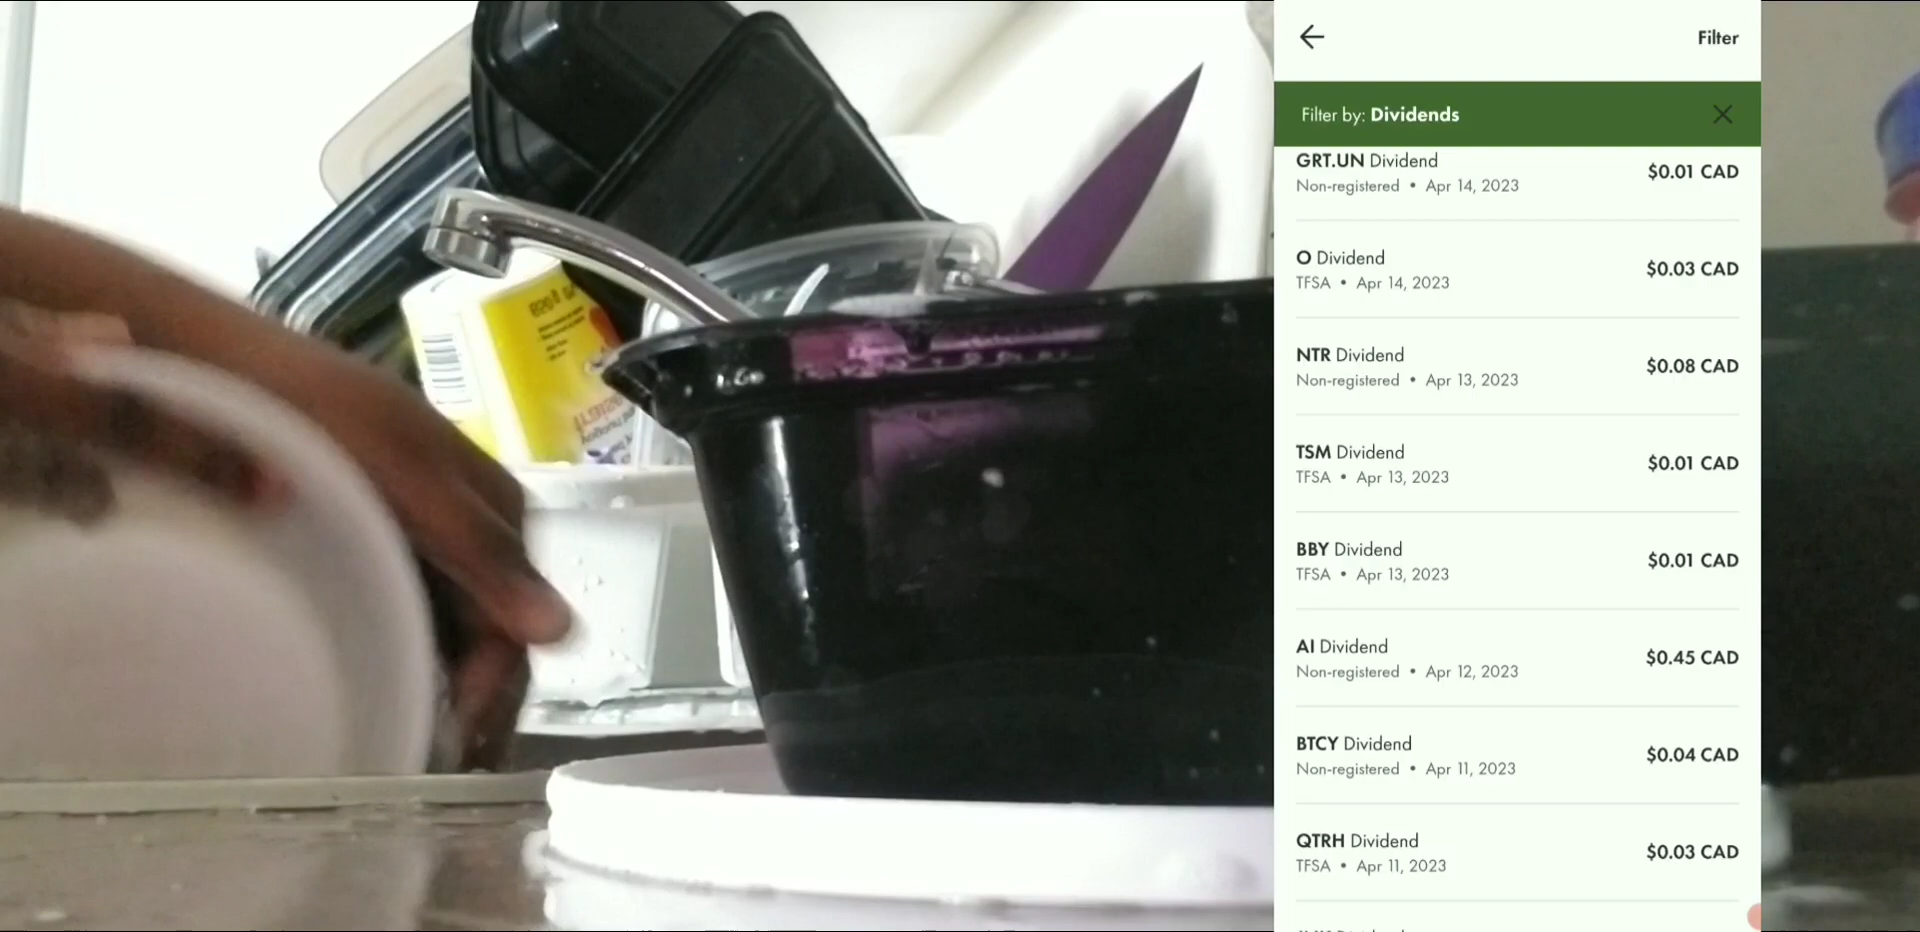 Filter
Filter by: Dividends
GRT.UN Dividend
$0.01 CAD
Non-registered • Apr 14, 2023
O Dividend
$0.03 CAD
TFSA • Apr 14, 2023
NTR Dividend
$0.08 CAD
Non-registered • Apr 13, 2023
TSM Dividend
$0.01 CAD
TFSA • Apr 13, 2023
BBY Dividend
$0.01 CAD
TFSA • Apr 13, 2023
AI Dividend
$0.45 CAD
Non-registered • Apr 12, 2023
BTCY Dividend
$0.04 CAD
Non-registered • Apr 11, 2023
QTRH Dividend
$0.03 CAD
TFSA • Apr 11, 2023